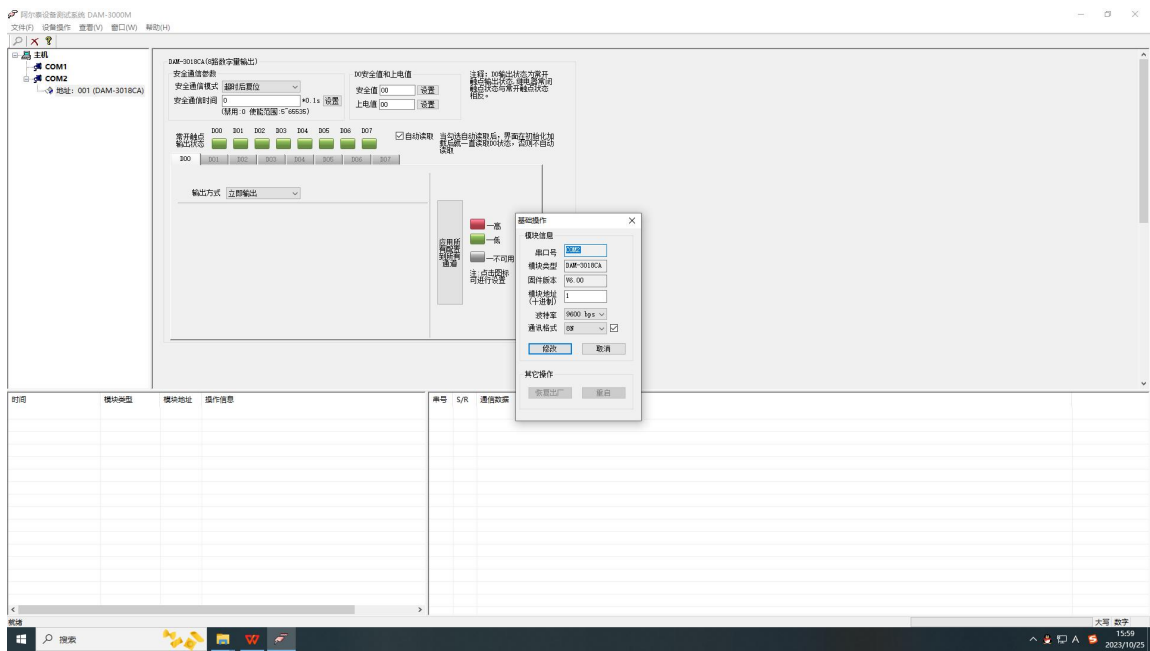 阿尔泰设备测试系统 DAM-3000M
文件(F) 设备操作 查看(V) 窗口(W) 帮助(H)
主机
COM1
COM2
地址: 001 (DAM-3018CA)
DAM-3018CA(8路数字量输出)
安全通信参数
安全通信模式 超时后复位
安全通信时间 0 *0.1s 设置
(禁用:0 使能范围:5~65535)
DO安全值和上电值
安全值 00 设置
上电值 00 设置
注释: DO输出状态为常开
触点输出状态,继电器常闭
触点状态与常开触点状态
相反。
常开触点
输出状态
DO0 DO1 DO2 DO3 DO4 DO5 DO6 DO7
自动读取
当勾选自动读取后,界面在初始化加
载后就一直读取DO状态,否则不自动
读取
DO0 DO1 DO2 DO3 DO4 DO5 DO6 DO7
输出方式 立即输出
应用所
有配置
到所有
通道
—高
—低
—不可用
注:点击图标
可进行设置
基础操作
模块信息
串口号 COM2
模块类型 DAM-3018CA
固件版本 V6.00
模块地址
(十进制) 1
波特率 9600 bps
通讯格式 8N
修改 取消
其它操作
恢复出厂 重启
时间 模块类型 模块地址 操作信息
串号 S/R 通信数据
就绪
大写 数字
搜索
A
15:59
2023/10/25